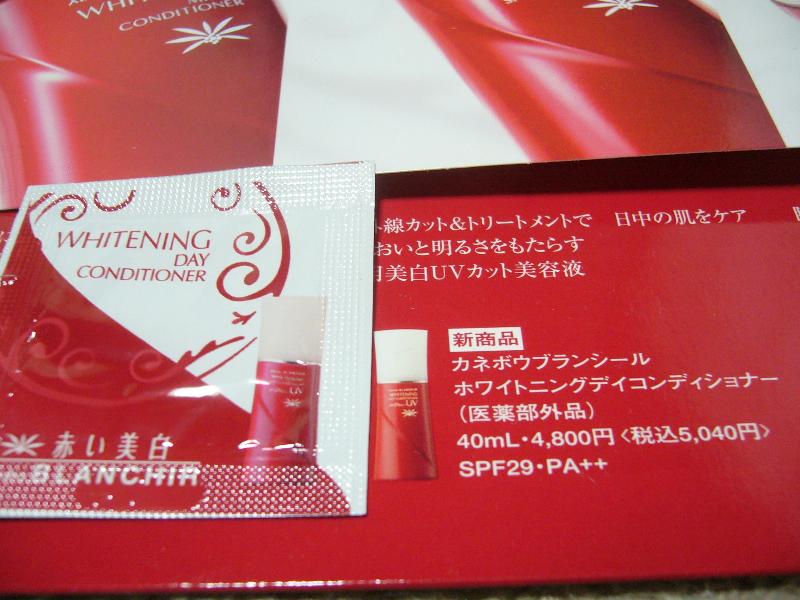 CONDITIONER
WHITENING
DAY
CONDITIONER
赤い美白
BLANCHIR
線カット&トリートメントで 日中の肌をケア
おいと明るさをもたらす
美白UVカット美容液
新商品
カネボウブランシール
ホワイトニングデイコンディショナー
(医薬部外品)
40mL・4,800円〈税込5,040円〉
SPF29・PA++